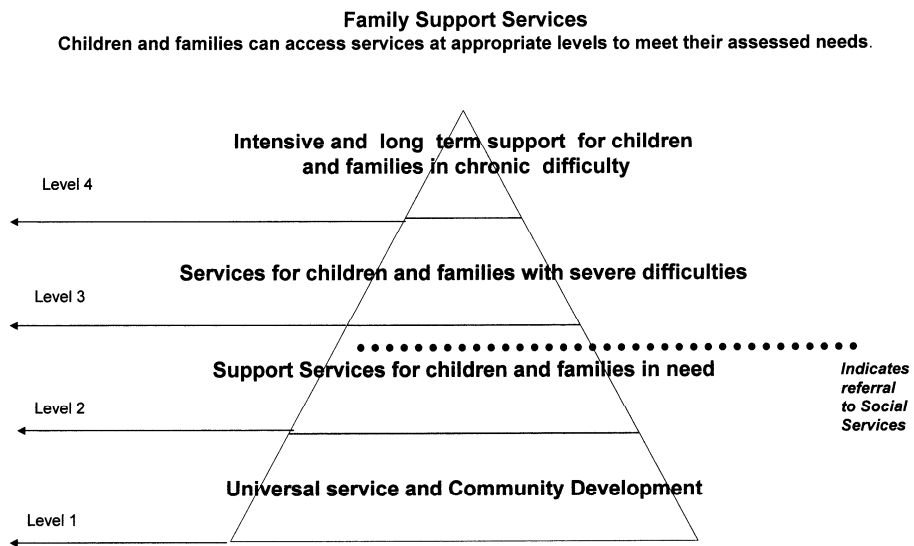 Family Support Services
Children and families can access services at appropriate levels to meet their assessed needs.
Intensive and long term support for children
and families in chronic difficulty
Level 4
Services for children and families with severe difficulties
Level 3
Support Services for children and families in need
Indicates
referral
to Social
Services
Level 2
Universal service and Community Development
Level 1